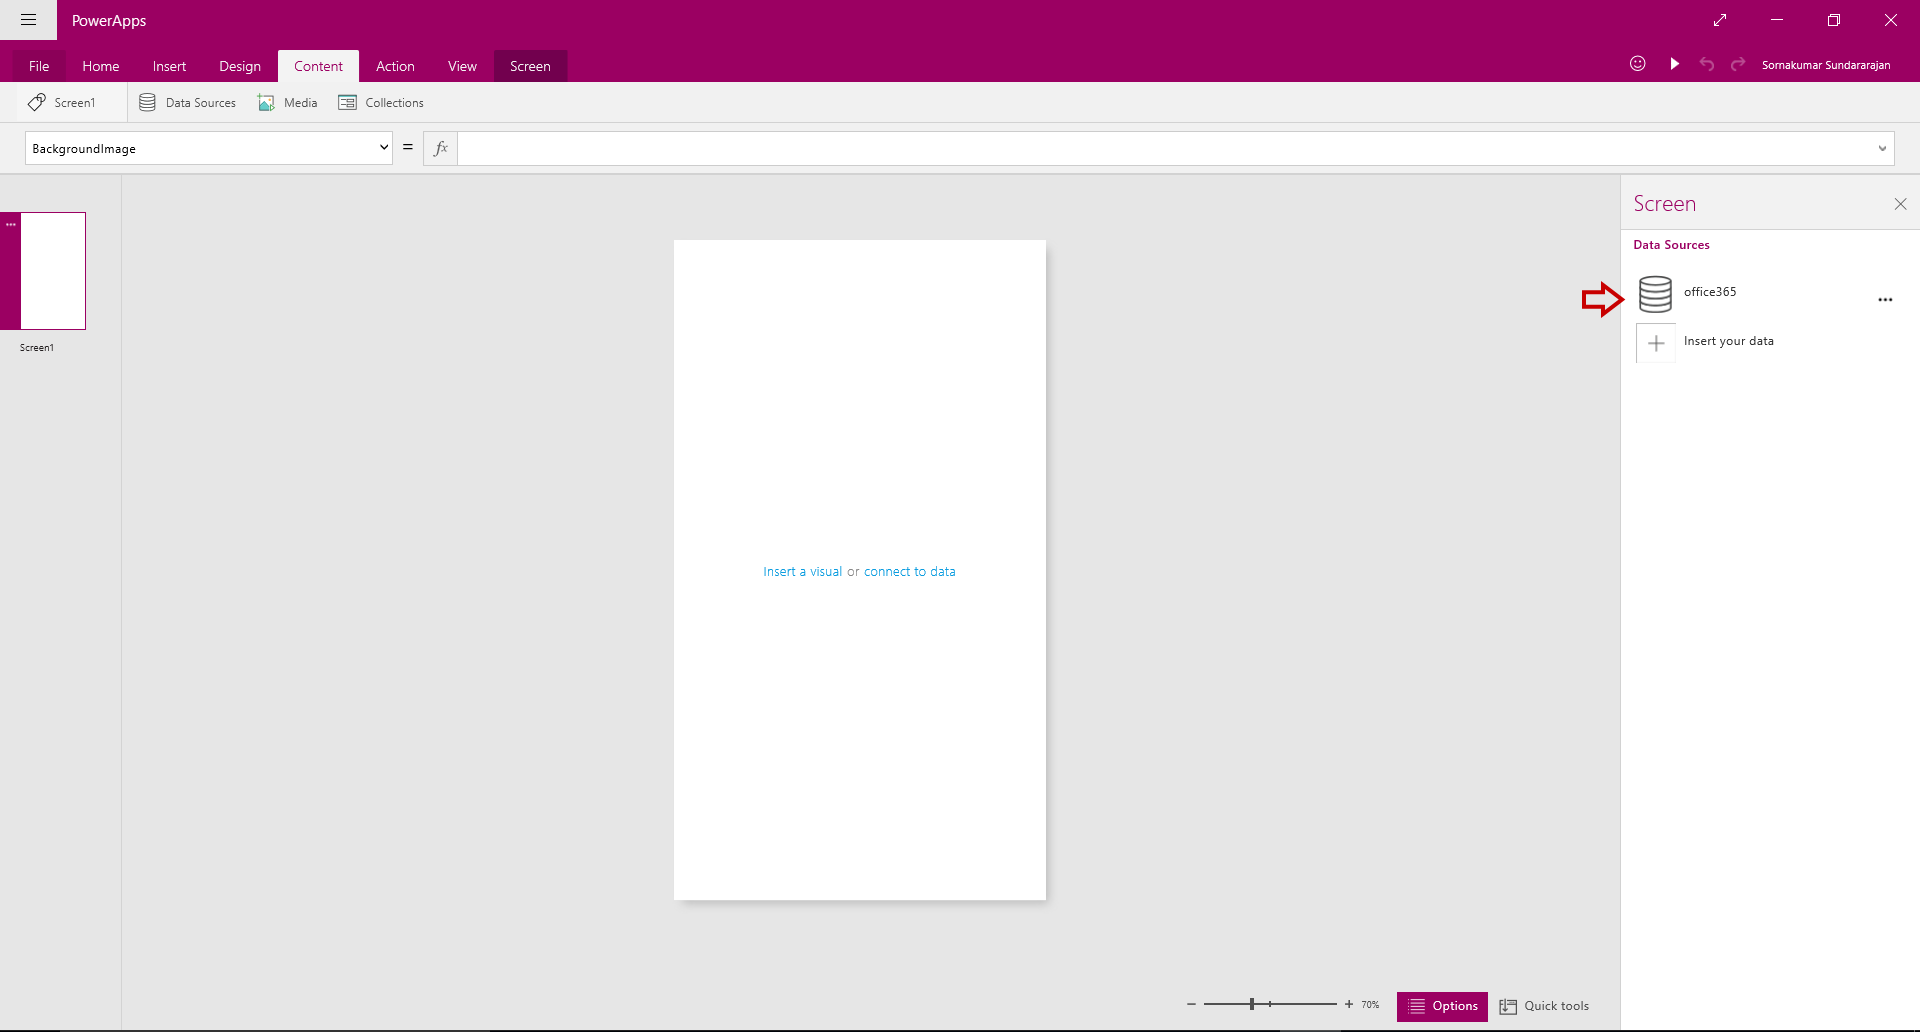 PowerApps
File Home Insert Design Content Action View Screen
Somakumar Sundararajan
Screen1 Data Sources Media Collections
BackgroundImage = fx
Screen
Data Sources
office365
Insert your data
Screen1
Insert a visual or connect to data
70% Options Quick tools